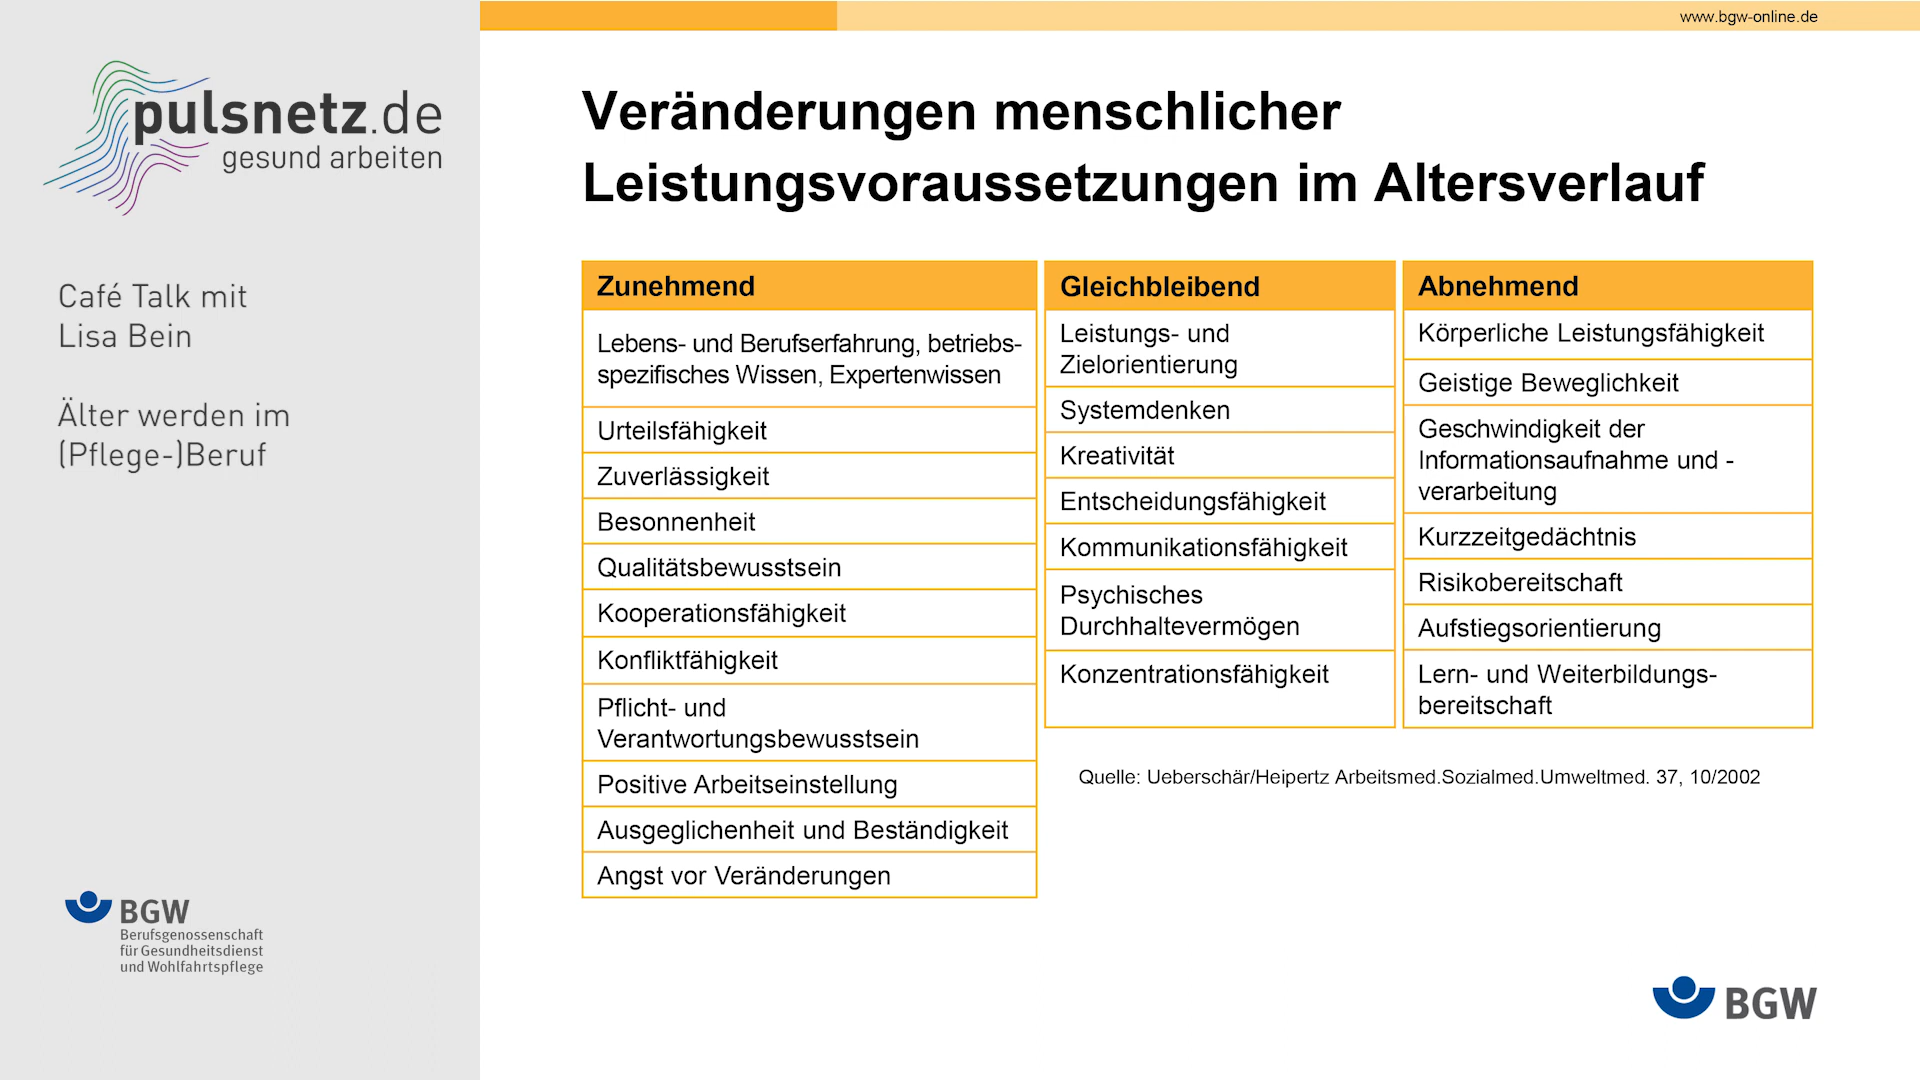 www.bgw-online.de
pulsnetz.de
gesund arbeiten
Café Talk mit
Lisa Bein
Älter werden im
(Pflege-)Beruf
BGW
Berufsgenossenschaft
für Gesundheitsdienst
und Wohlfahrtspflege
Veränderungen menschlicher
Leistungsvoraussetzungen im Altersverlauf
Zunehmend
Lebens- und Berufserfahrung, betriebs-
spezifisches Wissen, Expertenwissen
Urteilsfähigkeit
Zuverlässigkeit
Besonnenheit
Qualitätsbewusstsein
Kooperationsfähigkeit
Konfliktfähigkeit
Pflicht- und
Verantwortungsbewusstsein
Positive Arbeitseinstellung
Ausgeglichenheit und Beständigkeit
Angst vor Veränderungen
Gleichbleibend
Leistungs- und
Zielorientierung
Systemdenken
Kreativität
Entscheidungsfähigkeit
Kommunikationsfähigkeit
Psychisches
Durchhaltevermögen
Konzentrationsfähigkeit
Abnehmend
Körperliche Leistungsfähigkeit
Geistige Beweglichkeit
Geschwindigkeit der
Informationsaufnahme und -
verarbeitung
Kurzzeitgedächtnis
Risikobereitschaft
Aufstiegsorientierung
Lern- und Weiterbildungs-
bereitschaft
Quelle: Ueberschär/Heipertz Arbeitsmed.Sozialmed.Umweltmed. 37, 10/2002
BGW